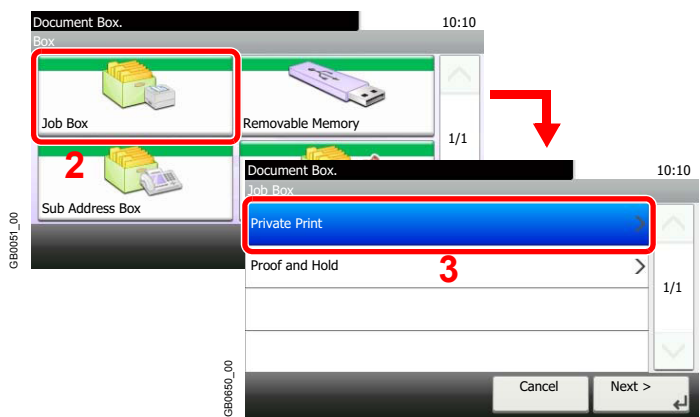 Document Box.
10:10
Box
Job Box
Removable Memory
1/1
2
Sub Address Box
GB0051_00
Document Box.
10:10
Job Box
Private Print
Proof and Hold
3
1/1
Cancel
Next >
GB0650_00